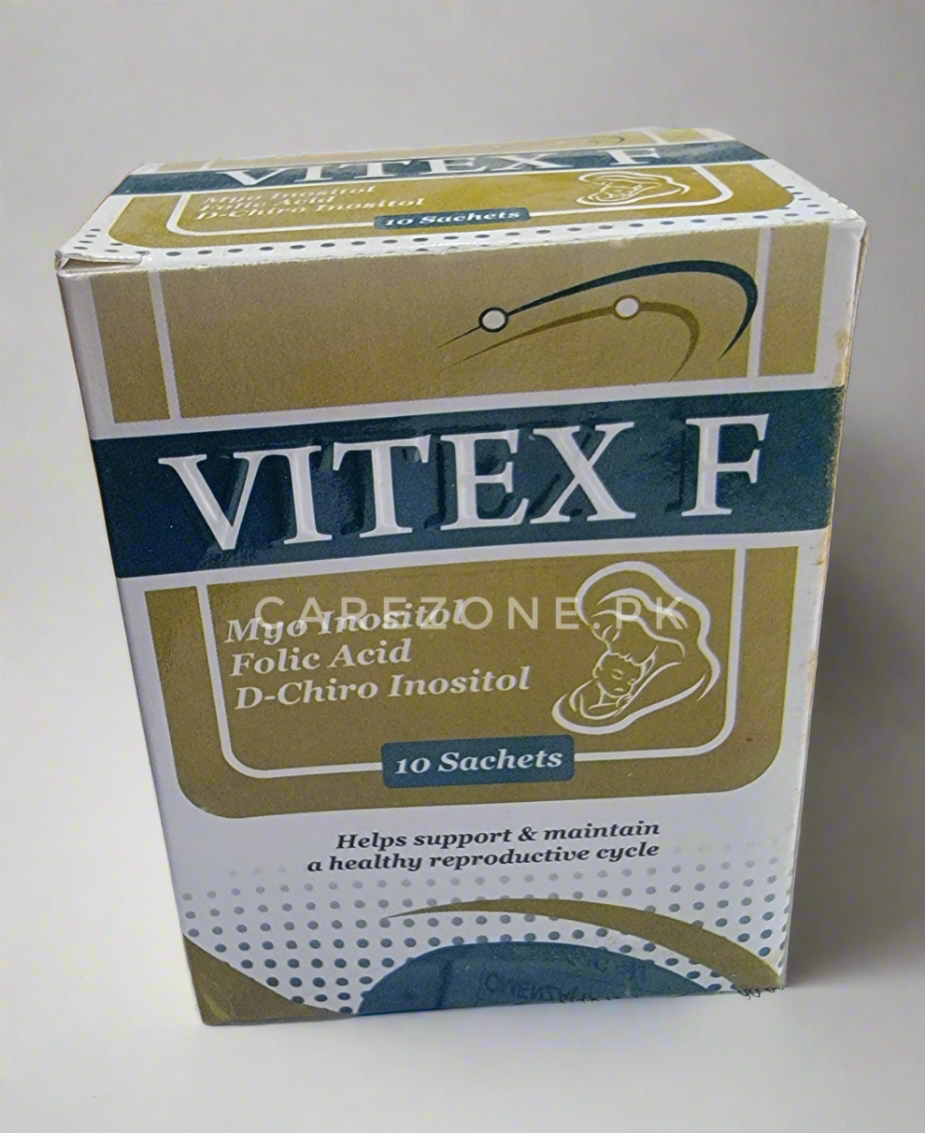 VITEX F
Myo Inositol
Folic Acid
D-Chiro Inositol
10 Sachets
VITEX F
CAREZONE.PK
Myo Inositol
Folic Acid
D-Chiro Inositol
10 Sachets
Helps support & maintain
a healthy reproductive cycle